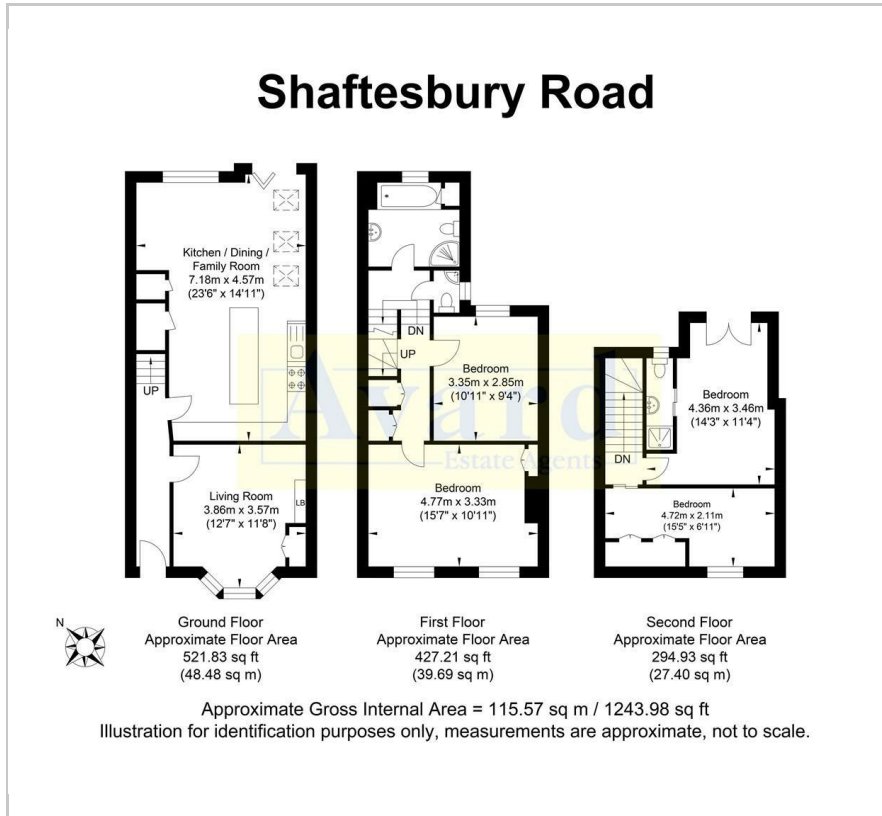 Shaftesbury Road
Kitchen / Dining /
Family Room
7.18m x 4.57m
(23'6" x 14'11")
UP
Living Room
3.86m x 3.57m
(12'7" x 11'8")
LB
DN
UP
Bedroom
3.35m x 2.85m
(10'11" x 9'4")
Bedroom
4.77m x 3.33m
(15'7" x 10'11")
Bedroom
4.36m x 3.46m
(14'3" x 11'4")
DN
Bedroom
4.72m x 2.11m
(15'5" x 6'11")
Avard
Estate Agents
N
Ground Floor
Approximate Floor Area
521.83 sq ft
(48.48 sq m)
First Floor
Approximate Floor Area
427.21 sq ft
(39.69 sq m)
Second Floor
Approximate Floor Area
294.93 sq ft
(27.40 sq m)
Approximate Gross Internal Area = 115.57 sq m / 1243.98 sq ft
Illustration for identification purposes only, measurements are approximate, not to scale.